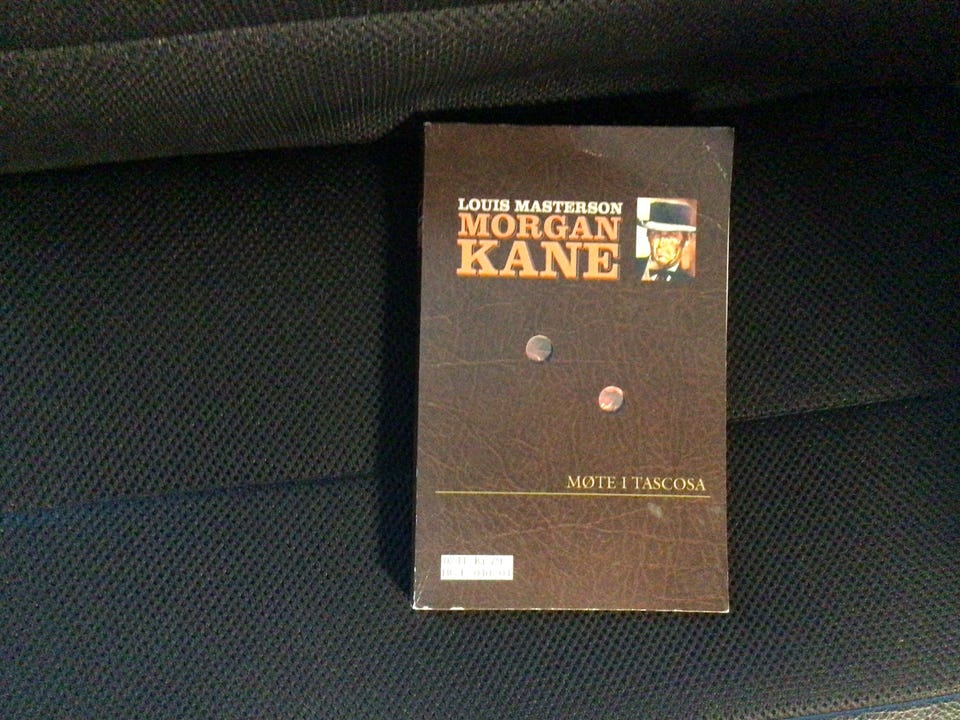 LOUIS MASTERSON
MORGAN
KANE
MØTE I TASCOSA